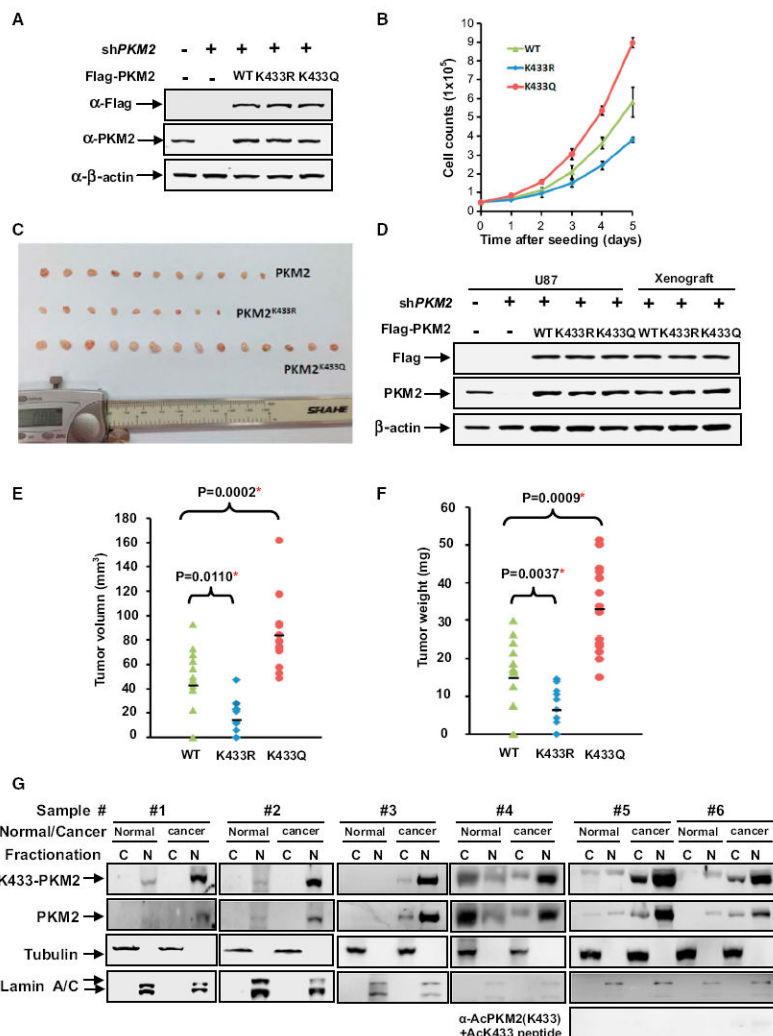 A
shPKM2 - + + + +
Flag-PKM2 - - WT K433R K433Q
α-Flag
α-PKM2
α-β-actin
B
Cell counts (1x10⁵)
10
9
8
7
6
5
4
3
2
1
0
WT
K433R
K433Q
0 1 2 3 4 5
Time after seeding (days)
C
PKM2
PKM2ᴷ⁴³³ᴿ
PKM2ᴷ⁴³³Q
SHAHE
D
U87 Xenograft
shPKM2 - + + + + + + +
Flag-PKM2 - - WT K433R K433Q WT K433R K433Q
Flag
PKM2
β-actin
E
P=0.0002*
P=0.0110*
Tumor volumn (mm³)
180
160
140
120
100
80
60
40
20
0
WT K433R K433Q
F
P=0.0009*
P=0.0037*
Tumor weight (mg)
60
50
40
30
20
10
0
WT K433R K433Q
G
Sample # #1 #2 #3 #4 #5 #6
Normal/Cancer Normal cancer Normal cancer Normal cancer Normal cancer Normal cancer Normal cancer
Fractionation C N C N C N C N C N C N C N C N C N C N C N C N
K433-PKM2
PKM2
Tubulin
Lamin A/C
α-AcPKM2(K433)
+AcK433 peptide